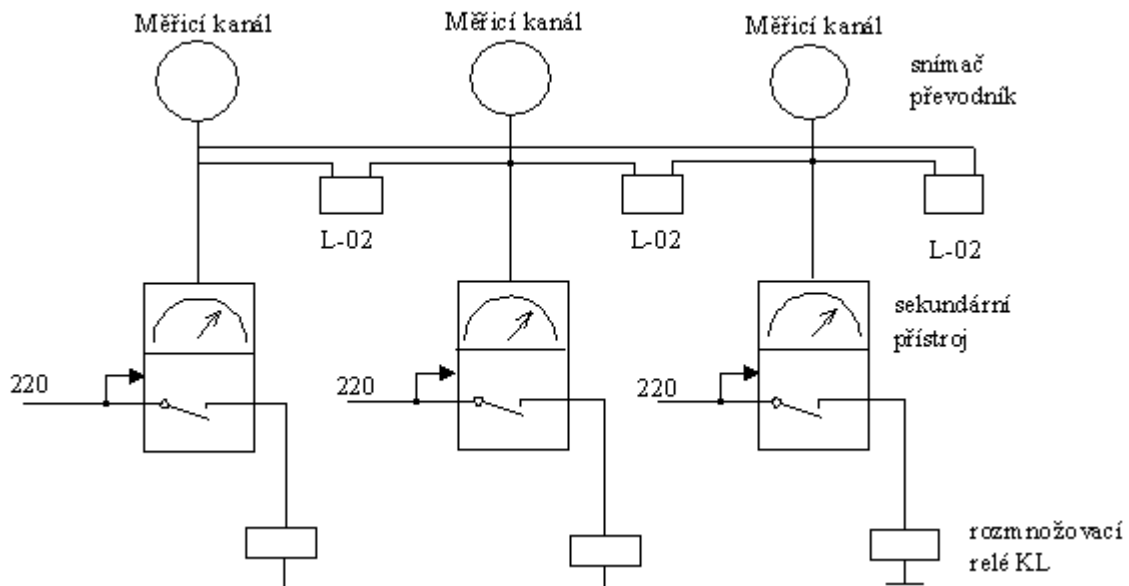 Měřicí kanál
Měřicí kanál
Měřicí kanál
snímač
převodník
L-02
L-02
L-02
sekundární
přístroj
220
220
220
rozmnožovací
relé KL